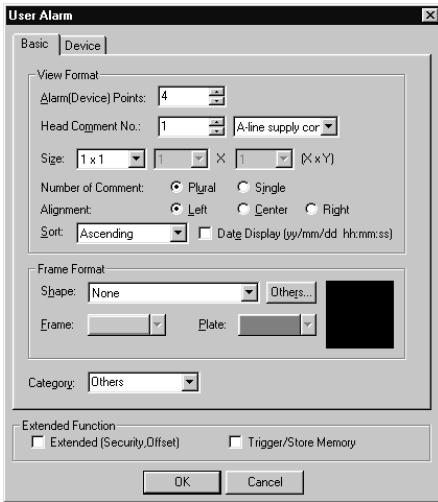 User Alarm
Basic Device
View Format
Alarm(Device) Points: 4
Head Comment No.: 1 A-line supply cor
Size: 1 x 1 1 X 1 (X x Y)
Number of Comment: Plural Single
Alignment: Left Center Right
Sort: Ascending Date Display (yy/mm/dd hh:mm:ss)
Frame Format
Shape: None Others...
Frame: Plate:
Category: Others
Extended Function
Extended (Security,Offset) Trigger/Store Memory
OK Cancel